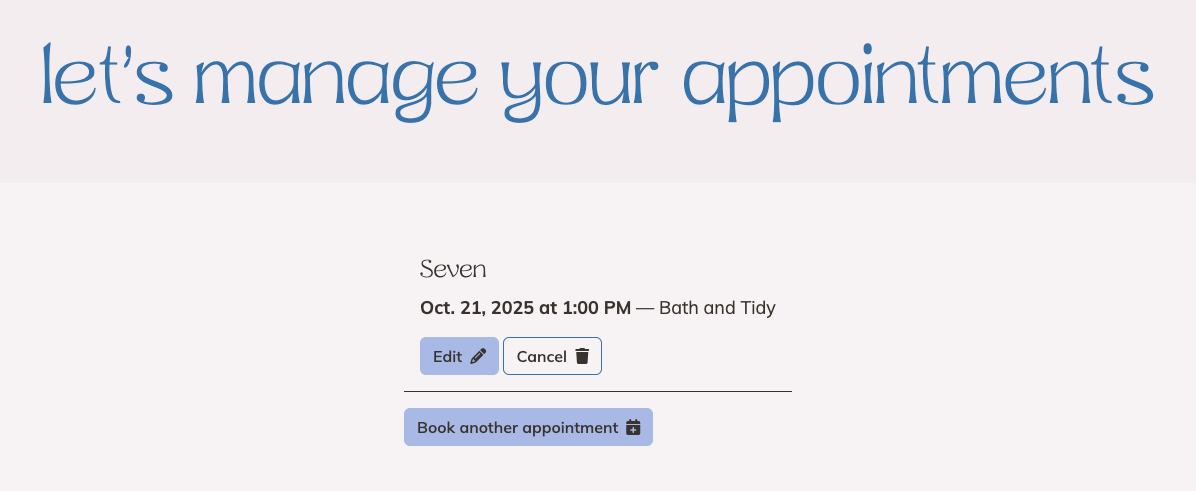 let's manage your appointments
Seven
Oct. 21, 2025 at 1:00 PM — Bath and Tidy
Edit
Cancel
Book another appointment